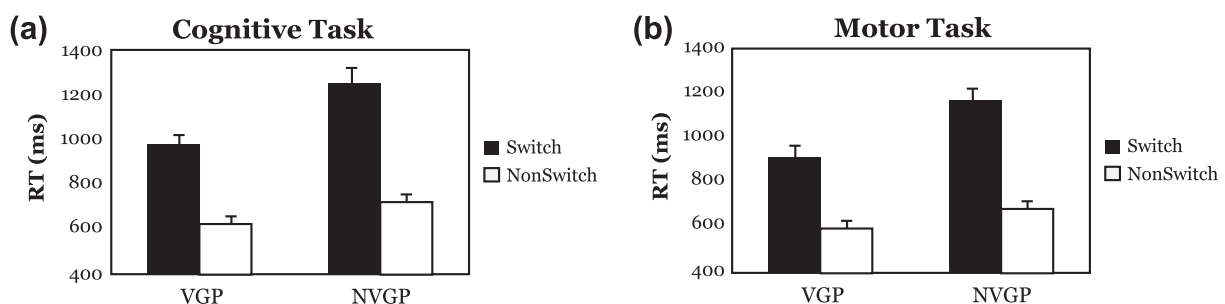 (a)
Cognitive Task
1400
1200
1000
800
600
400
RT (ms)
VGP
NVGP
Switch
NonSwitch
(b)
Motor Task
1400
1200
1000
800
600
400
RT (ms)
VGP
NVGP
Switch
NonSwitch